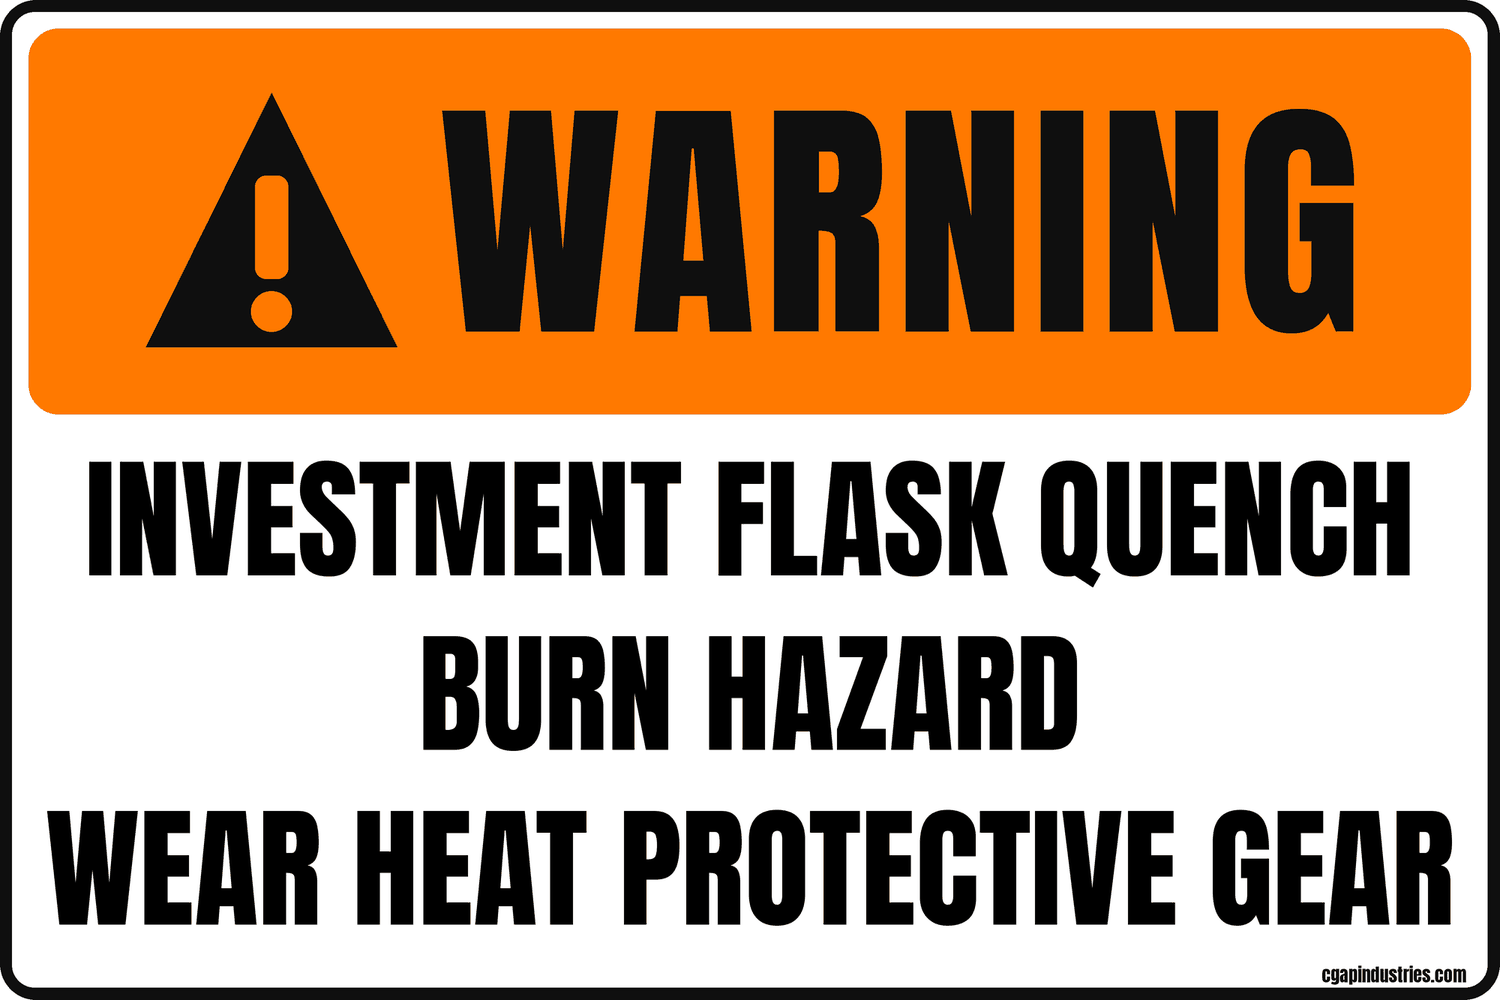 WARNING
INVESTMENT FLASK QUENCH
BURN HAZARD
WEAR HEAT PROTECTIVE GEAR
cgapindustries.com